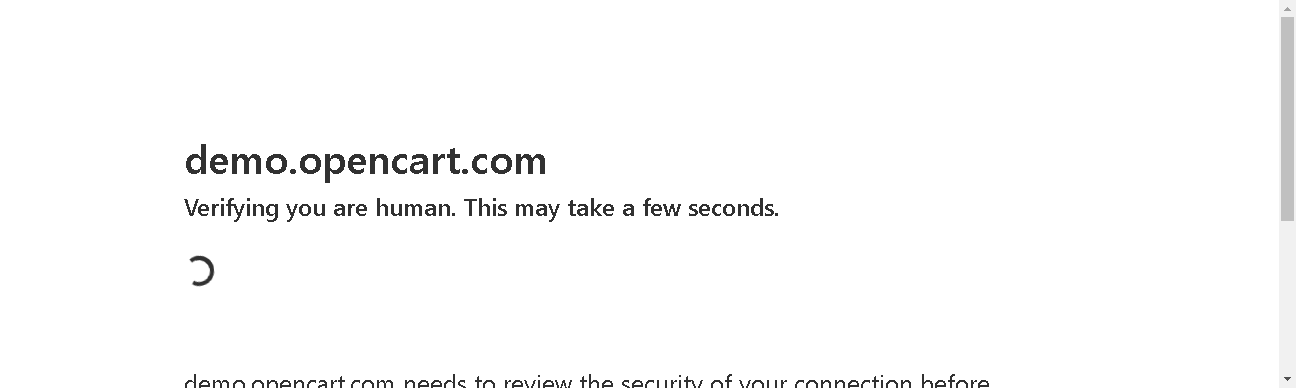 demo.opencart.com
Verifying you are human. This may take a few seconds.
demo.opencart.com needs to review the security of your connection before